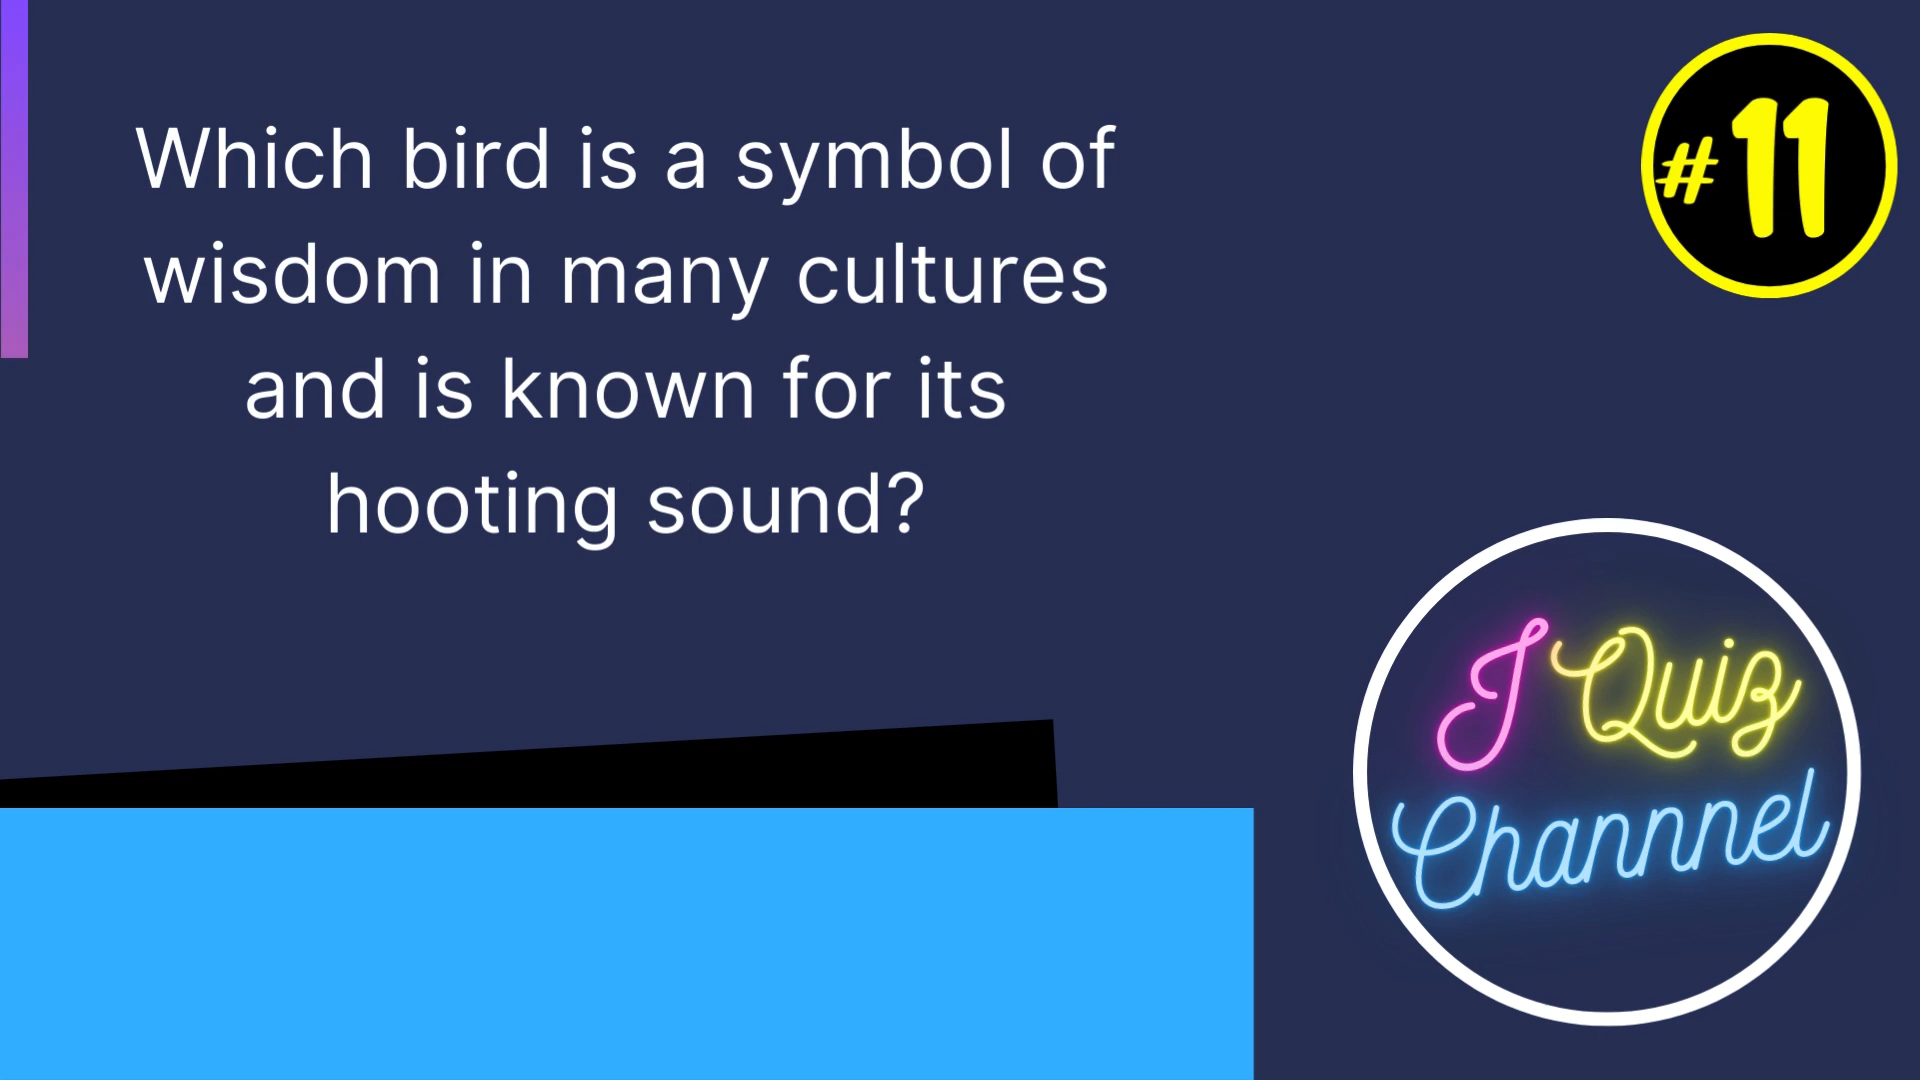 Which bird is a symbol of
wisdom in many cultures
and is known for its
hooting sound?
#11
I Quiz
Channnel